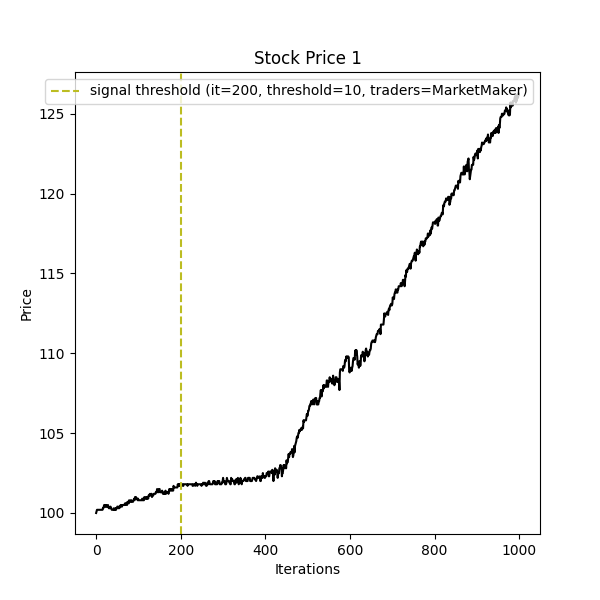 Stock Price 1
signal threshold (it=200, threshold=10, traders=MarketMaker)
125
120
115
110
105
100
Price
0 200 400 600 800 1000
Iterations